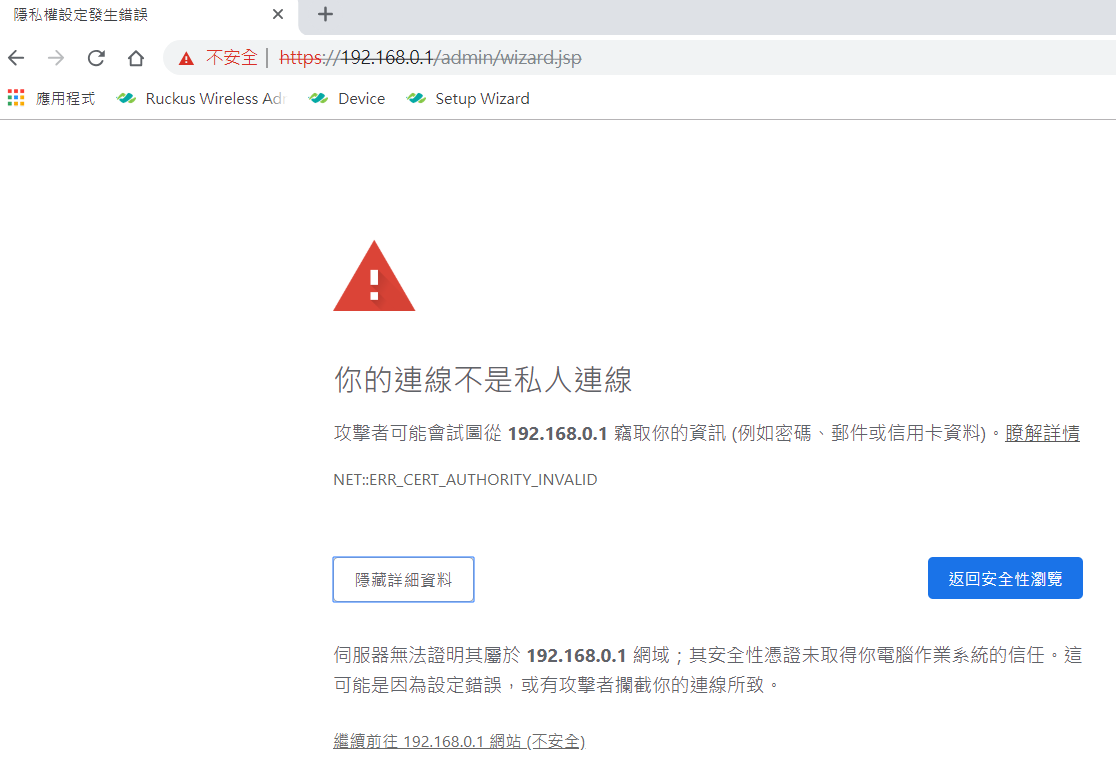 隱私權設定發生錯誤
不安全 | https://192.168.0.1/admin/wizard.jsp
應用程式 Ruckus Wireless Adr Device Setup Wizard
你的連線不是私人連線
攻擊者可能會試圖從 192.168.0.1 竊取你的資訊 (例如密碼、郵件或信用卡資料)。瞭解詳情
NET::ERR_CERT_AUTHORITY_INVALID
隱藏詳細資料 返回安全性瀏覽
伺服器無法證明其屬於 192.168.0.1 網域；其安全性憑證未取得你電腦作業系統的信任。這
可能是因為設定錯誤，或有攻擊者攔截你的連線所致。
繼續前往 192.168.0.1 網站 (不安全)